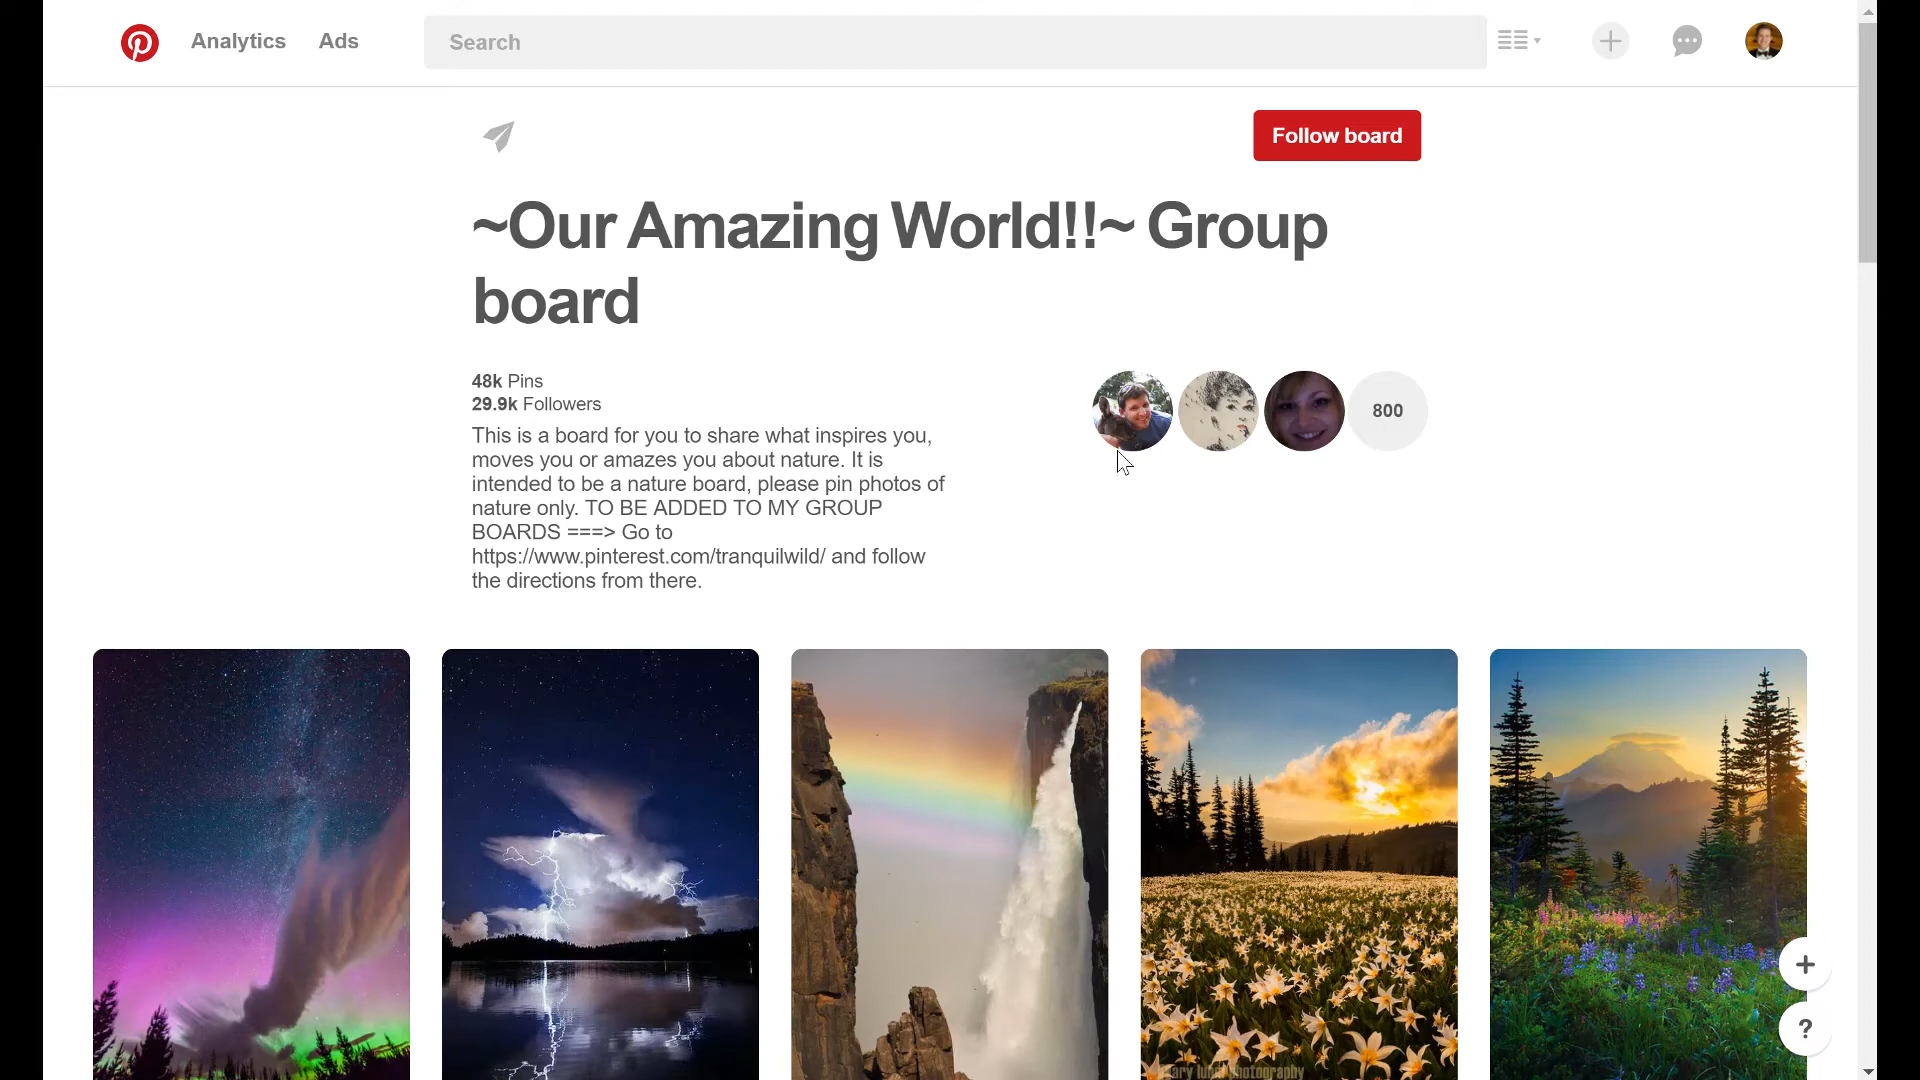 Analytics Ads Search
Follow board
~Our Amazing World!!~ Group
board
48k Pins
29.9k Followers
800
This is a board for you to share what inspires you,
moves you or amazes you about nature. It is
intended to be a nature board, please pin photos of
nature only. TO BE ADDED TO MY GROUP
BOARDS ===> Go to
https://www.pinterest.com/tranquilwild/ and follow
the directions from there.
photography
+
?